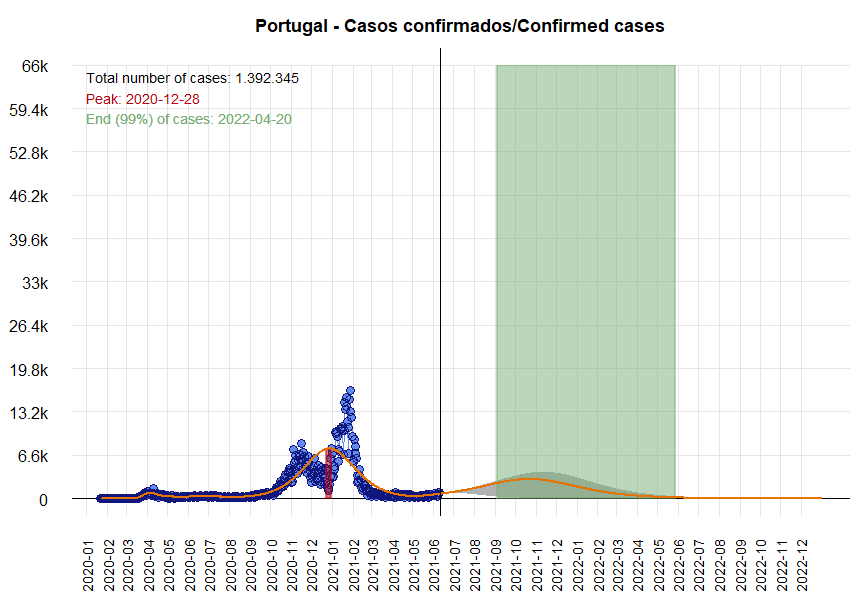 Portugal - Casos confirmados/Confirmed cases
Total number of cases: 1.392.345
Peak: 2020-12-28
End (99%) of cases: 2022-04-20
66k
59.4k
52.8k
46.2k
39.6k
33k
26.4k
19.8k
13.2k
6.6k
0
2020-01
2020-02
2020-03
2020-04
2020-05
2020-06
2020-07
2020-08
2020-09
2020-10
2020-11
2020-12
2021-01
2021-02
2021-03
2021-04
2021-05
2021-06
2021-07
2021-08
2021-09
2021-10
2021-11
2021-12
2022-01
2022-02
2022-03
2022-04
2022-05
2022-06
2022-07
2022-08
2022-09
2022-10
2022-11
2022-12